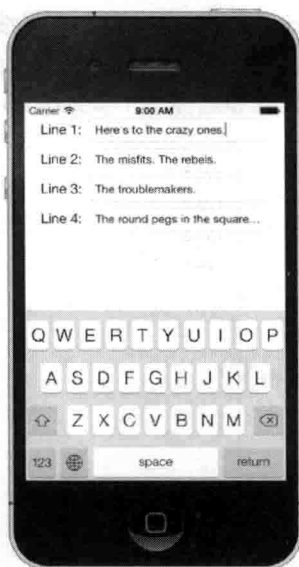 Carrier 9:00 AM
Line 1: Here s to the crazy ones.
Line 2: The misfits. The rebels.
Line 3: The troublemakers.
Line 4: The round pegs in the square...
Q W E R T Y U I O P
A S D F G H J K L
Z X C V B N M
123 space return